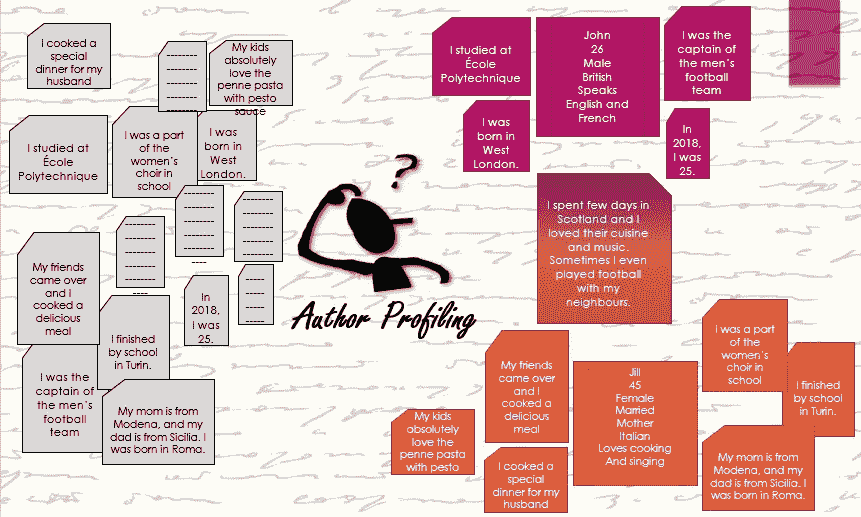 I cooked a
special
dinner for my
husband
My kids
absolutely
love the
penne pasta
with pesto
sauce
I studied at
École
Polytechnique
I was a part
of the
women's
choir in
school
I was
born in
West
London.
My friends
came over
and I
cooked a
delicious
meal
In
2018,
I was
25.
I finished
by school
in Turin.
I was the
captain of
the men's
football
team
My mom is from
Modena, and my
dad is from Sicilia. I
was born in Roma.
?
Author Profiling
I studied at
École
Polytechnique
John
26
Male
British
Speaks
English and
French
I was the
captain of
the men's
football
team
I was
born in
West
London.
In
2018,
I was
25.
I spent few days in
Scotland and I
loved their cuisine
and music.
Sometimes I even
played football
with my
neighbours.
My friends
came over
and I
cooked a
delicious
meal
Jill
45
Female
Married
Mother
Italian
Loves cooking
And singing
I was a part
of the
women's
choir in
school
I finished
by school
in Turin.
My kids
absolutely
love the
penne pasta
with pesto
I cooked a
special
dinner for my
husband
My mom is from
Modena, and my
dad is from Sicilia. I
was born in Roma.